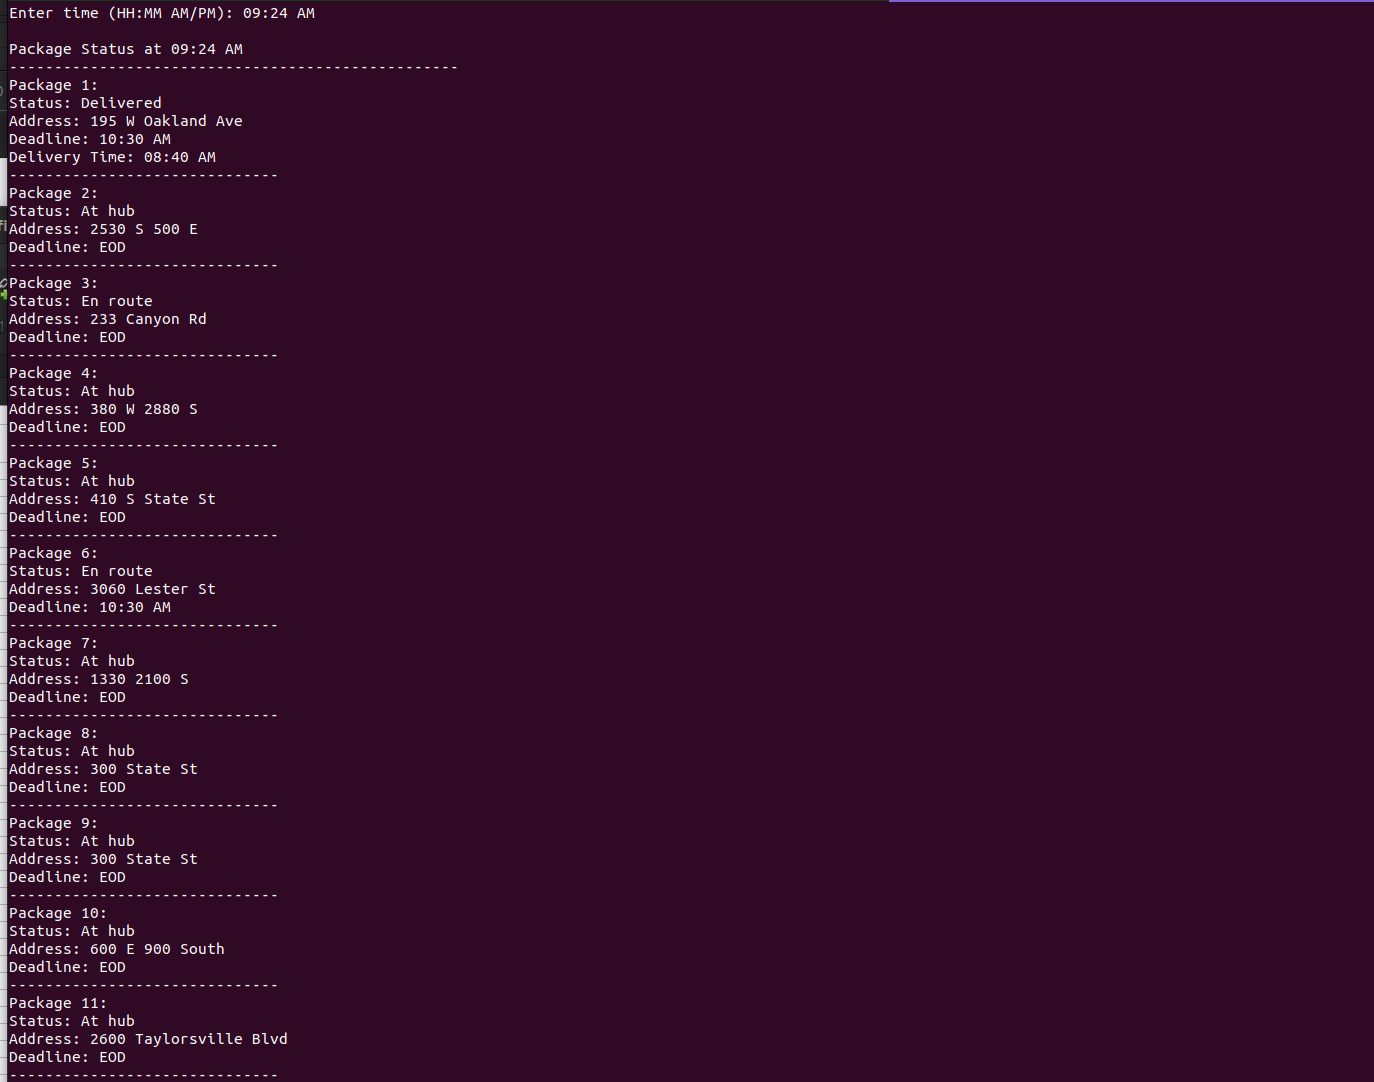 Enter time (HH:MM AM/PM): 09:24 AM
Package Status at 09:24 AM
--------------------------------------------------
Package 1:
Status: Delivered
Address: 195 W Oakland Ave
Deadline: 10:30 AM
Delivery Time: 08:40 AM
------------------------------
Package 2:
Status: At hub
Address: 2530 S 500 E
Deadline: EOD
------------------------------
Package 3:
Status: En route
Address: 233 Canyon Rd
Deadline: EOD
------------------------------
Package 4:
Status: At hub
Address: 380 W 2880 S
Deadline: EOD
------------------------------
Package 5:
Status: At hub
Address: 410 S State St
Deadline: EOD
------------------------------
Package 6:
Status: En route
Address: 3060 Lester St
Deadline: 10:30 AM
------------------------------
Package 7:
Status: At hub
Address: 1330 2100 S
Deadline: EOD
------------------------------
Package 8:
Status: At hub
Address: 300 State St
Deadline: EOD
------------------------------
Package 9:
Status: At hub
Address: 300 State St
Deadline: EOD
------------------------------
Package 10:
Status: At hub
Address: 600 E 900 South
Deadline: EOD
------------------------------
Package 11:
Status: At hub
Address: 2600 Taylorsville Blvd
Deadline: EOD
------------------------------